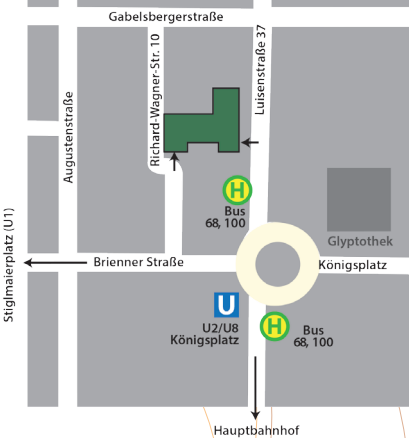 Gabelsbergerstraße
Luisenstraße 37
Richard-Wagner-Str. 10
Augustenstraße
H
Bus
68, 100
Glyptothek
Stiglmaierplatz (U1)
Brienner Straße
Königsplatz
U
U2/U8
Königsplatz
H
Bus
68, 100
Hauptbahnhof